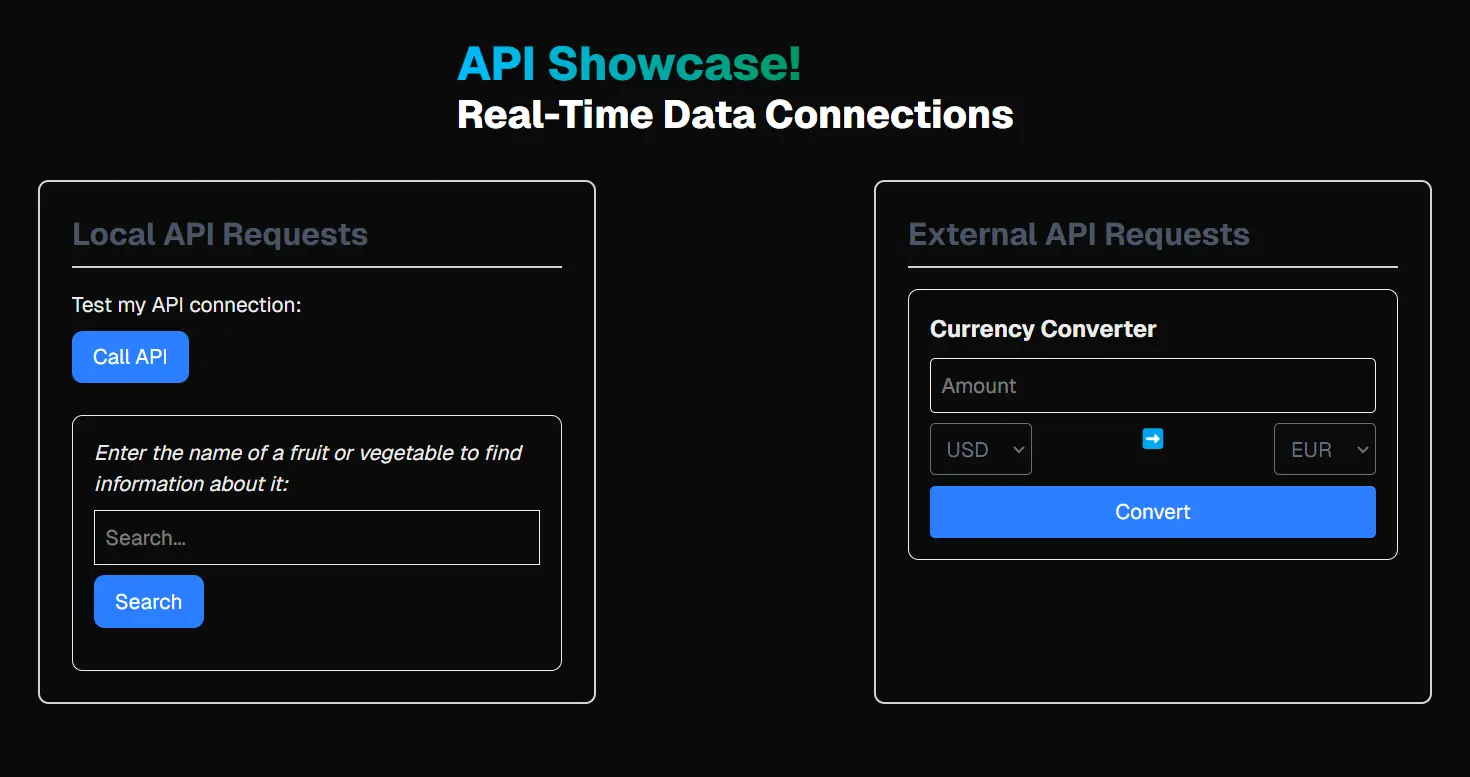 API Showcase!
Real-Time Data Connections
Local API Requests
Test my API connection:
Call API
Enter the name of a fruit or vegetable to find
information about it:
Search...
Search
External API Requests
Currency Converter
Amount
USD
EUR
Convert